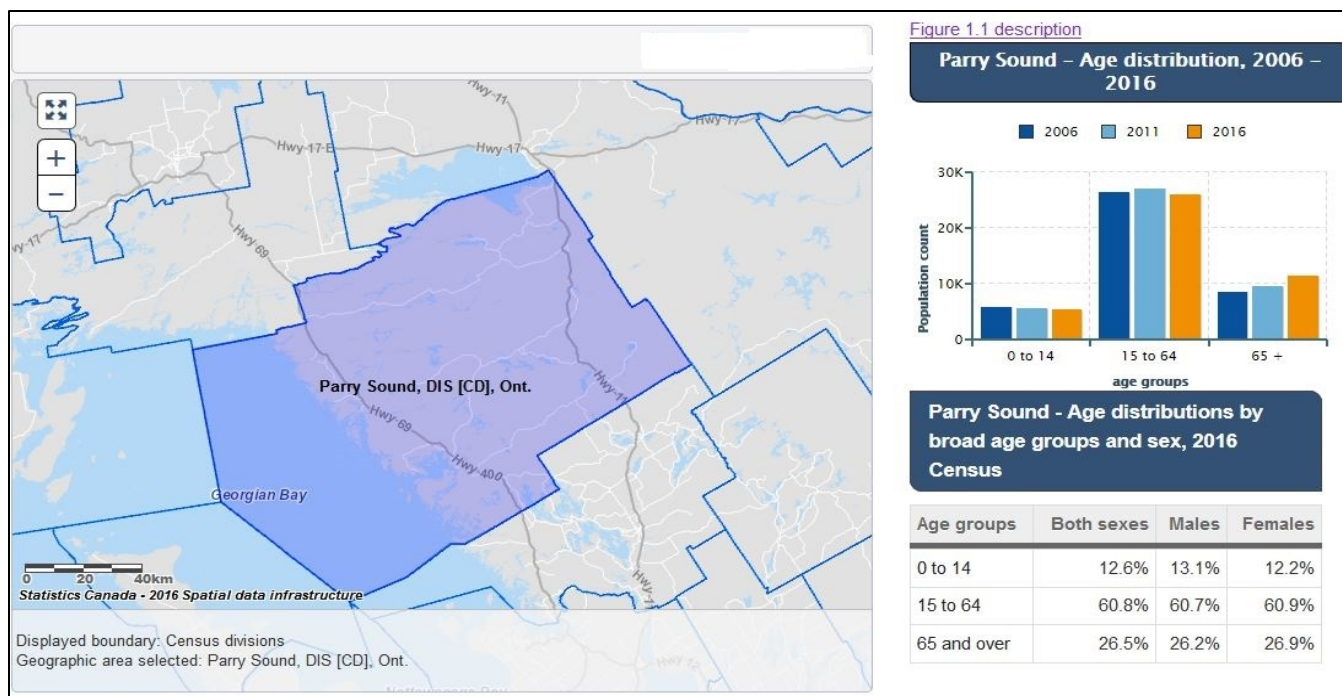 Figure 1.1 description
Parry Sound – Age distribution, 2006 –
2016
2006 2011 2016
30K
20K
10K
0
Population count
0 to 14 15 to 64 65 +
age groups
Parry Sound - Age distributions by
broad age groups and sex, 2016
Census
Age groups Both sexes Males Females
0 to 14 12.6% 13.1% 12.2%
15 to 64 60.8% 60.7% 60.9%
65 and over 26.5% 26.2% 26.9%
+
−
Hwy-11
Hwy-17
Hwy-17-E
Hwy-17
Hwy-17
Hwy-69
Parry Sound, DIS [CD], Ont.
Hwy-11
Hwy-69
Hwy-400
Georgian Bay
0 20 40km
Statistics Canada - 2016 Spatial data infrastructure
Hwy-11
Displayed boundary: Census divisions
Geographic area selected: Parry Sound, DIS [CD], Ont.
Hwy-12